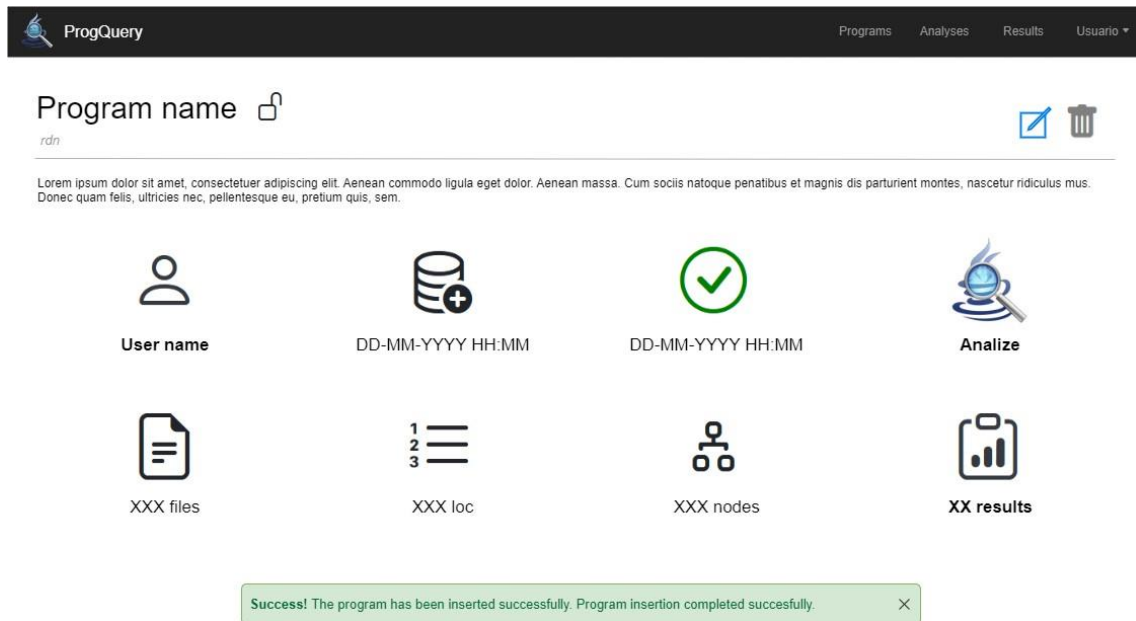 ProgQuery
Programs Analyses Results Usuario
Program name
rdn
Lorem ipsum dolor sit amet, consectetuer adipiscing elit. Aenean commodo ligula eget dolor. Aenean massa. Cum sociis natoque penatibus et magnis dis parturient montes, nascetur ridiculus mus.
Donec quam felis, ultricies nec, pellentesque eu, pretium quis, sem.
User name
DD-MM-YYYY HH:MM
DD-MM-YYYY HH:MM
Analize
1
2
3
XXX files
XXX loc
XXX nodes
XX results
Success! The program has been inserted successfully. Program insertion completed succesfully.